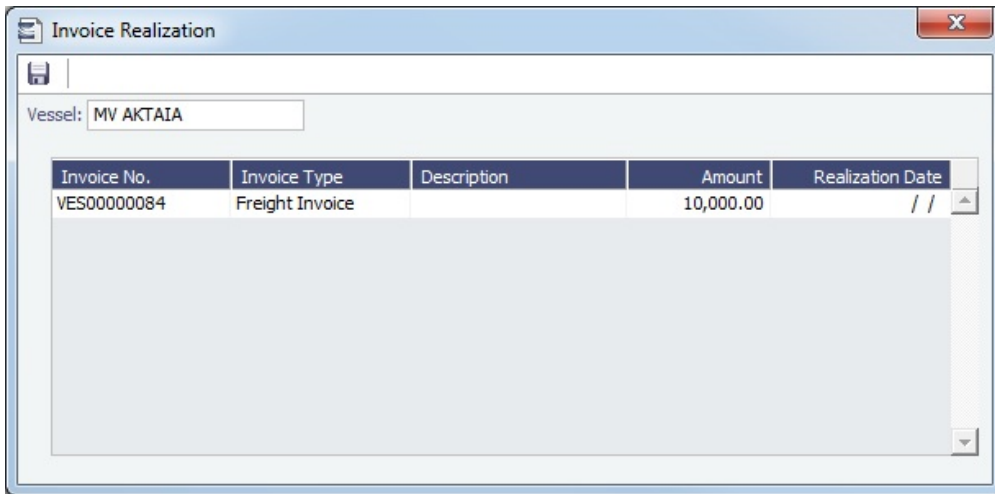 Invoice Realization
Vessel: MV AKTAIA
Invoice No. Invoice Type Description Amount Realization Date
VES00000084 Freight Invoice 10,000.00 / /